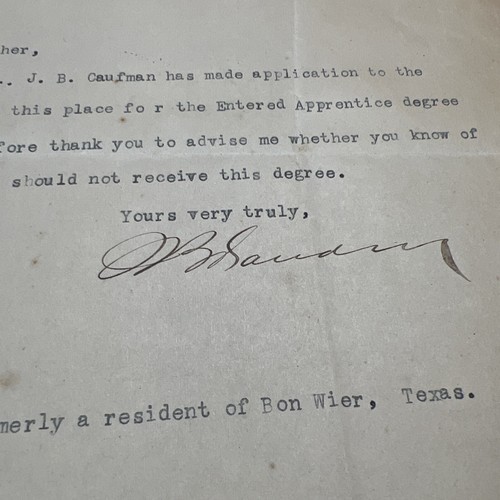 ther,
. J. B. Caufman has made application to the
this place fo r the Entered Apprentice degree
fore thank you to advise me whether you know of
should not receive this degree.
Yours very truly,
merly a resident of Bon Wier, Texas.